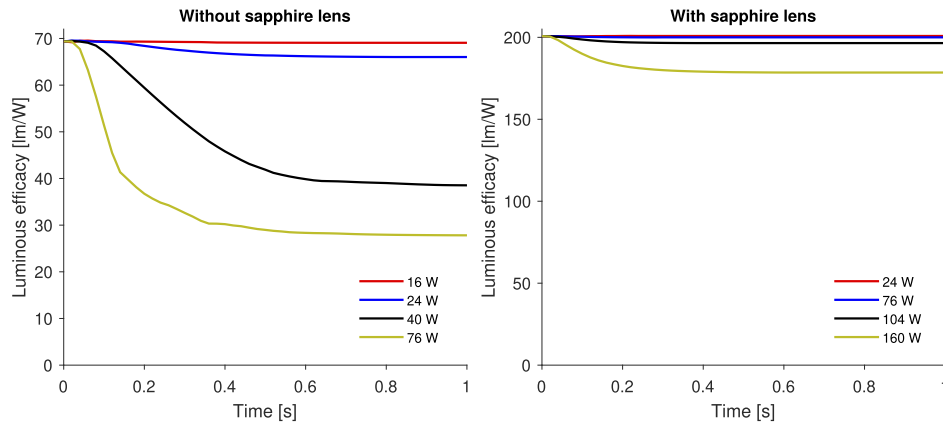 Without sapphire lens
70
60
50
40
30
20
10
0
Luminous efficacy [lm/W]
0 0.2 0.4 0.6 0.8 1
Time [s]
16 W
24 W
40 W
76 W
With sapphire lens
200
150
100
50
0
Luminous efficacy [lm/W]
0 0.2 0.4 0.6 0.8
Time [s]
24 W
76 W
104 W
160 W